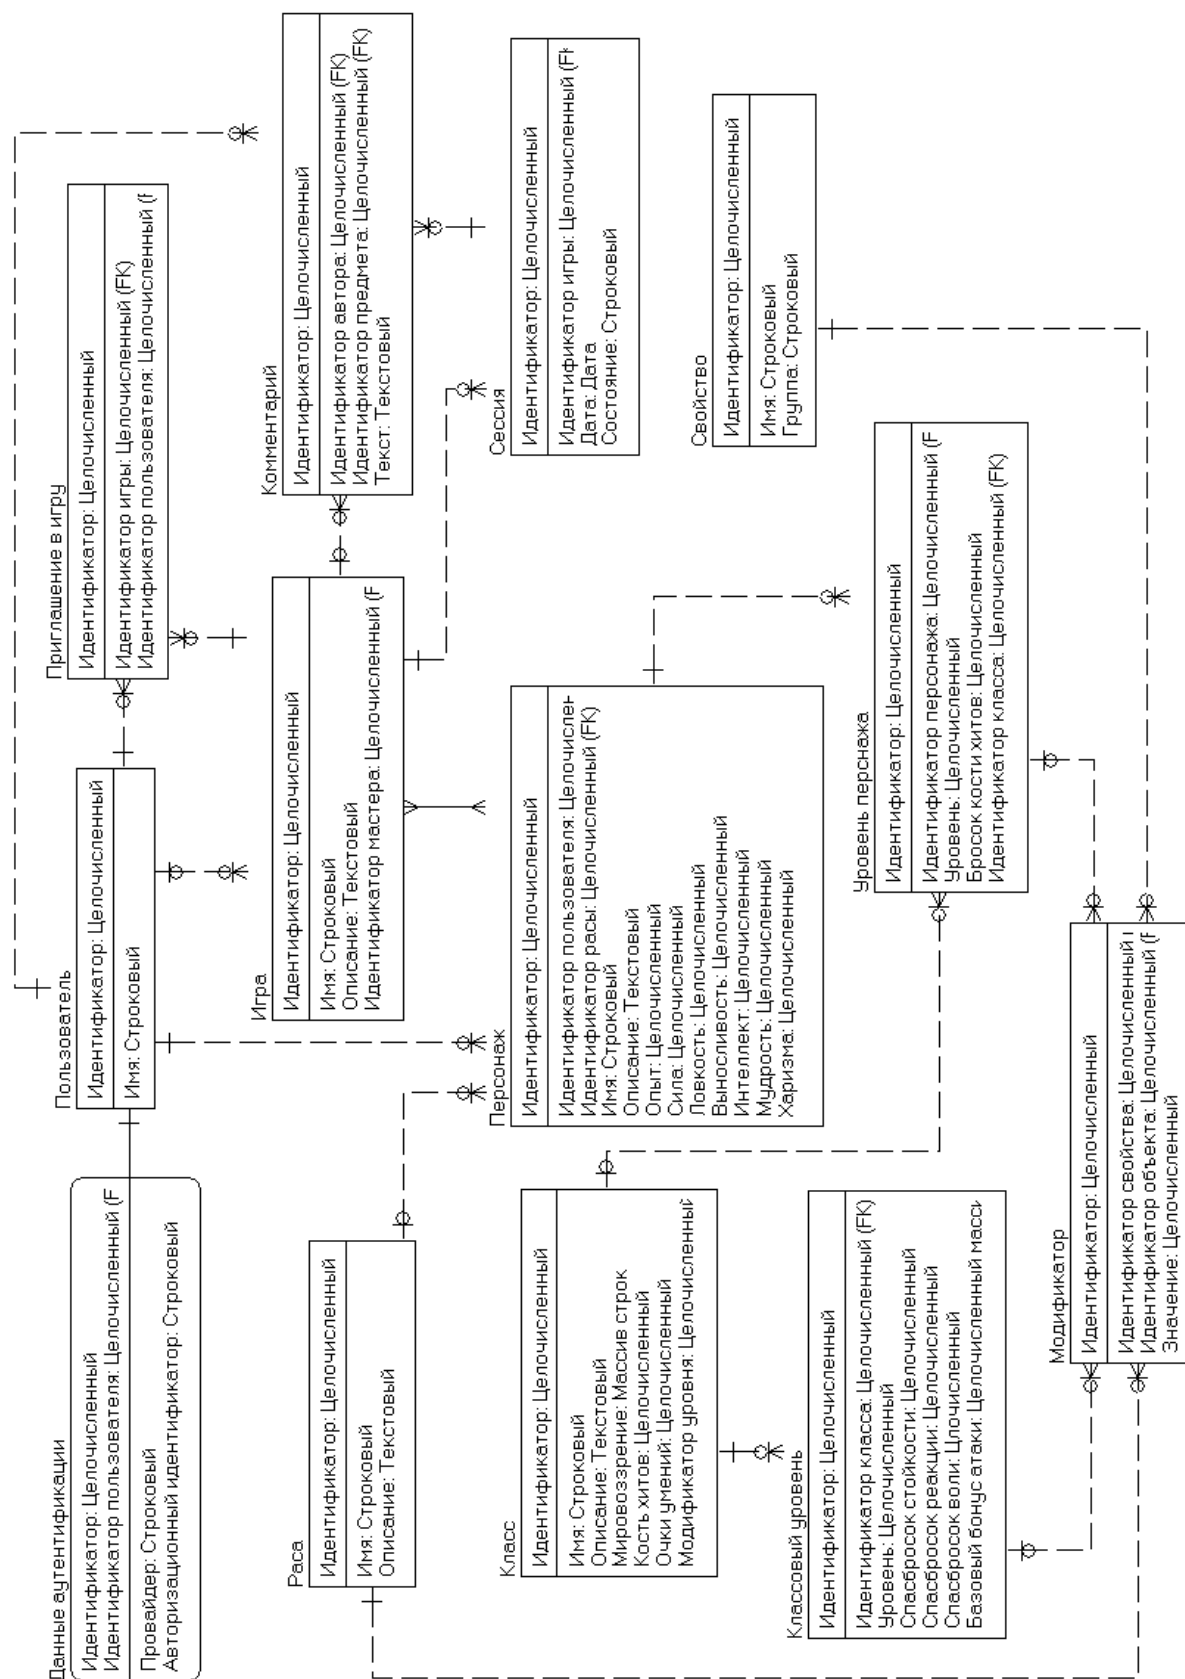 Данные аутентификации
Идентификатор: Целочисленный
Идентификатор пользователя: Целочисленный (F
Провайдер: Строковый
Авторизационный идентификатор: Строковый
Пользователь
Идентификатор: Целочисленный
Имя: Строковый
Приглашение в игру
Идентификатор: Целочисленный
Идентификатор игры: Целочисленный (FK)
Идентификатор пользователя: Целочисленный (F
Раса
Идентификатор: Целочисленный
Имя: Строковый
Описание: Текстовый
Игра
Идентификатор: Целочисленный
Имя: Строковый
Описание: Текстовый
Идентификатор мастера: Целочисленный (F
Комментарий
Идентификатор: Целочисленный
Идентификатор автора: Целочисленный (FK)
Идентификатор предмета: Целочисленный (FK)
Текст: Текстовый
Класс
Идентификатор: Целочисленный
Имя: Строковый
Описание: Текстовый
Мировоззрение: Массив строк
Кость хитов: Целочисленный
Очки умений: Целочисленный
Модификатор уровня: Целочисленный
Персонаж
Идентификатор: Целочисленный
Идентификатор пользователя: Целочислен
Идентификатор расы: Целочисленный (FK)
Имя: Строковый
Описание: Текстовый
Опыт: Целочисленный
Сила: Целочисленный
Ловкость: Целочисленный
Выносливость: Целочисленный
Интеллект: Целочисленный
Мудрость: Целочисленный
Харизма: Целочисленный
Сессия
Идентификатор: Целочисленный
Идентификатор игры: Целочисленный (FK
Дата: Дата
Состояние: Строковый
Классовый уровень
Идентификатор: Целочисленный
Идентификатор класса: Целочисленный (FK)
Уровень: Целочисленный
Спасбросок стойкости: Целочисленный
Спасбросок реакции: Целочисленный
Спасбросок воли: Цлочисленный
Базовый бонус атаки: Целочисленный масси
Уровень перснажа
Идентификатор: Целочисленный
Идентификатор персонажа: Целочисленный (F
Уровень: Целочисленный
Бросок кости хитов: Целочисленный
Идентификатор класса: Целочисленный (FK)
Свойство
Идентификатор: Целочисленный
Имя: Строковый
Группа: Строковый
Модификатор
Идентификатор: Целочисленный
Идентификатор свойства: Целочисленный
Идентификатор объекта: Целочисленный (F
Значение: Целочисленный